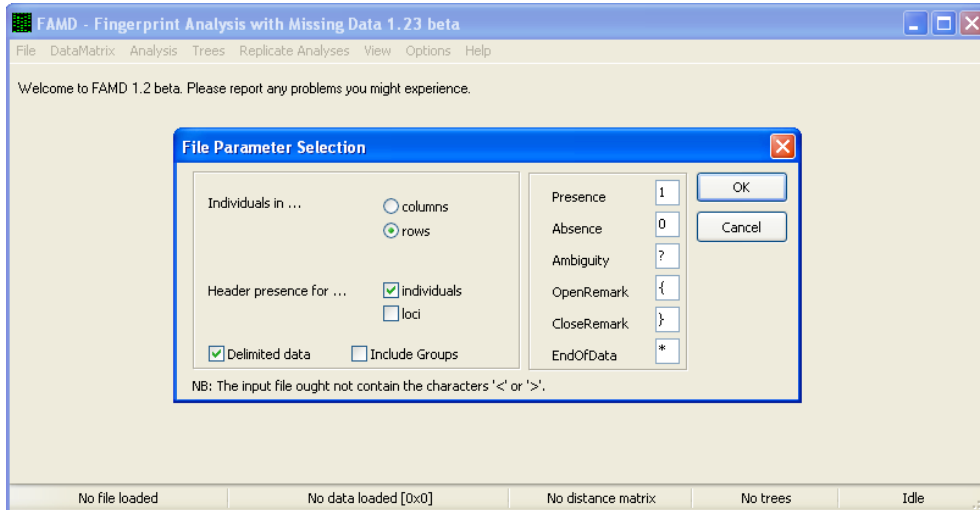 FAMD - Fingerprint Analysis with Missing Data 1.23 beta
File DataMatrix Analysis Trees Replicate Analyses View Options Help
Welcome to FAMD 1.2 beta. Please report any problems you might experience.
File Parameter Selection
Individuals in ...
columns
rows
Header presence for ...
individuals
loci
Delimited data
Include Groups
Presence 1
Absence 0
Ambiguity ?
OpenRemark {
CloseRemark }
EndOfData *
OK
Cancel
NB: The input file ought not contain the characters '<' or '>'.
No file loaded No data loaded [0x0] No distance matrix No trees Idle